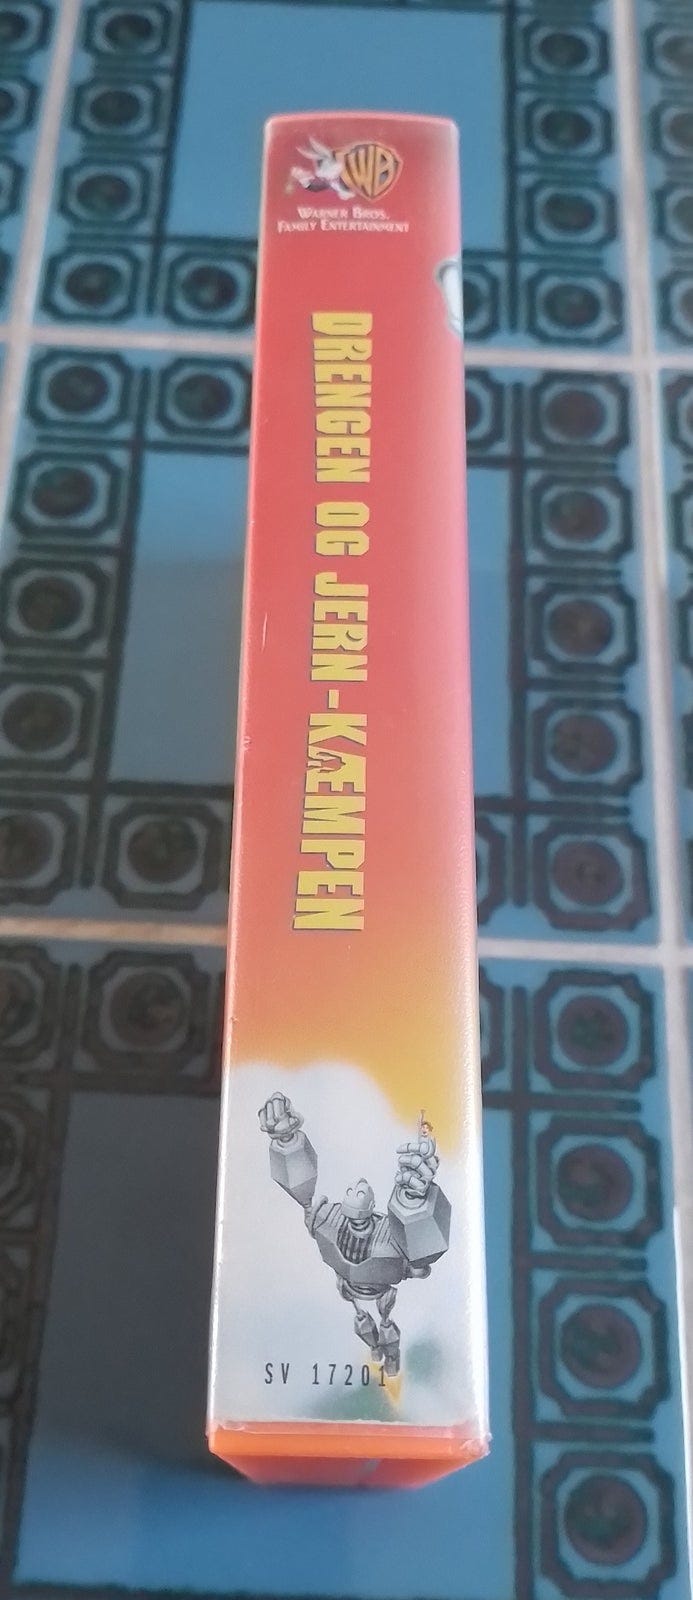 WB
WARNER BROS.
FAMILY ENTERTAINMENT
DRENGEN OG JERN-KÆMPEN
SV 17201